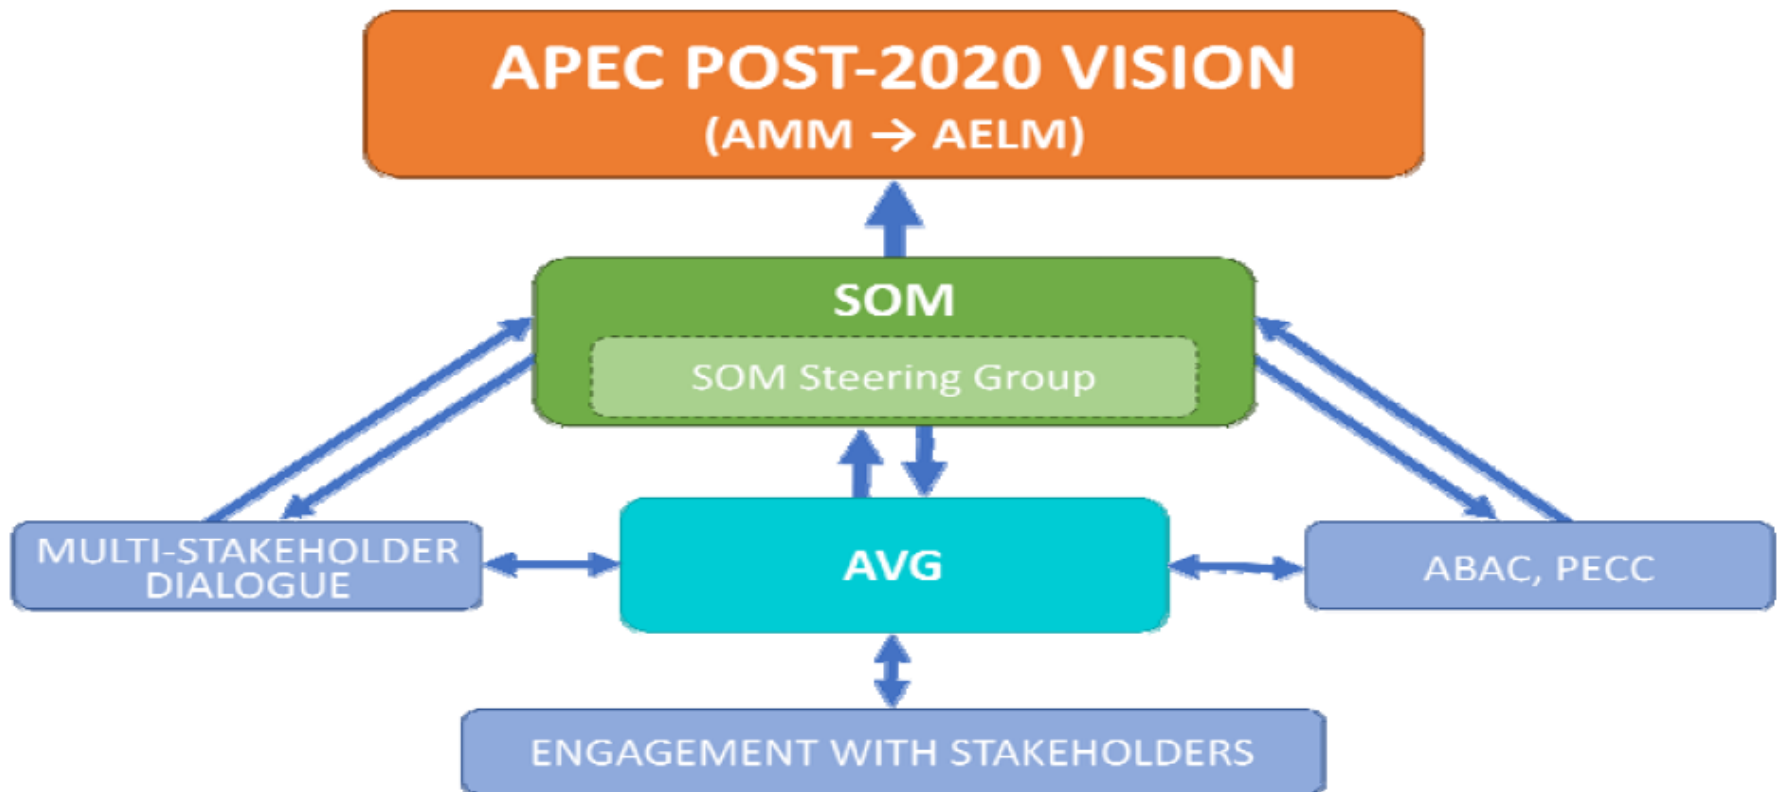 APEC POST-2020 VISION
(AMM → AELM)
SOM
SOM Steering Group
MULTI-STAKEHOLDER
DIALOGUE
AVG
ABAC, PECC
ENGAGEMENT WITH STAKEHOLDERS